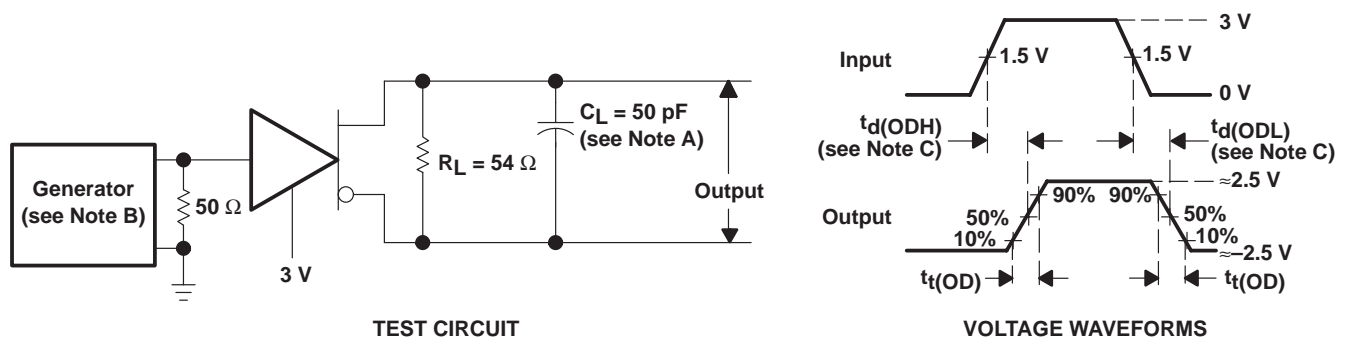 Generator
(see Note B)
50 Ω
3 V
RL = 54 Ω
CL = 50 pF
(see Note A)
Output
TEST CIRCUIT
Input
3 V
1.5 V
1.5 V
0 V
td(ODH)
(see Note C)
td(ODL)
(see Note C)
≈2.5 V
Output
90%
90%
50%
50%
10%
10%
≈–2.5 V
tt(OD)
tt(OD)
VOLTAGE WAVEFORMS